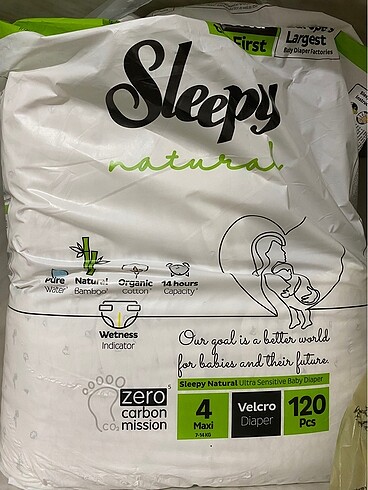 First
Largest
Baby Diaper Factories
Sleepy
natural
Pure Water
Natural Bamboo
Organic Cotton
14 hours Capacity
Wetness
Indicator
Our goal is a better world
for babies and their future.
Sleepy Natural Ultra Sensitive Baby Diaper
zero
carbon
mission
CO₂
5
4
Maxi
7-14 KG
Velcro
Diaper
120
Pcs